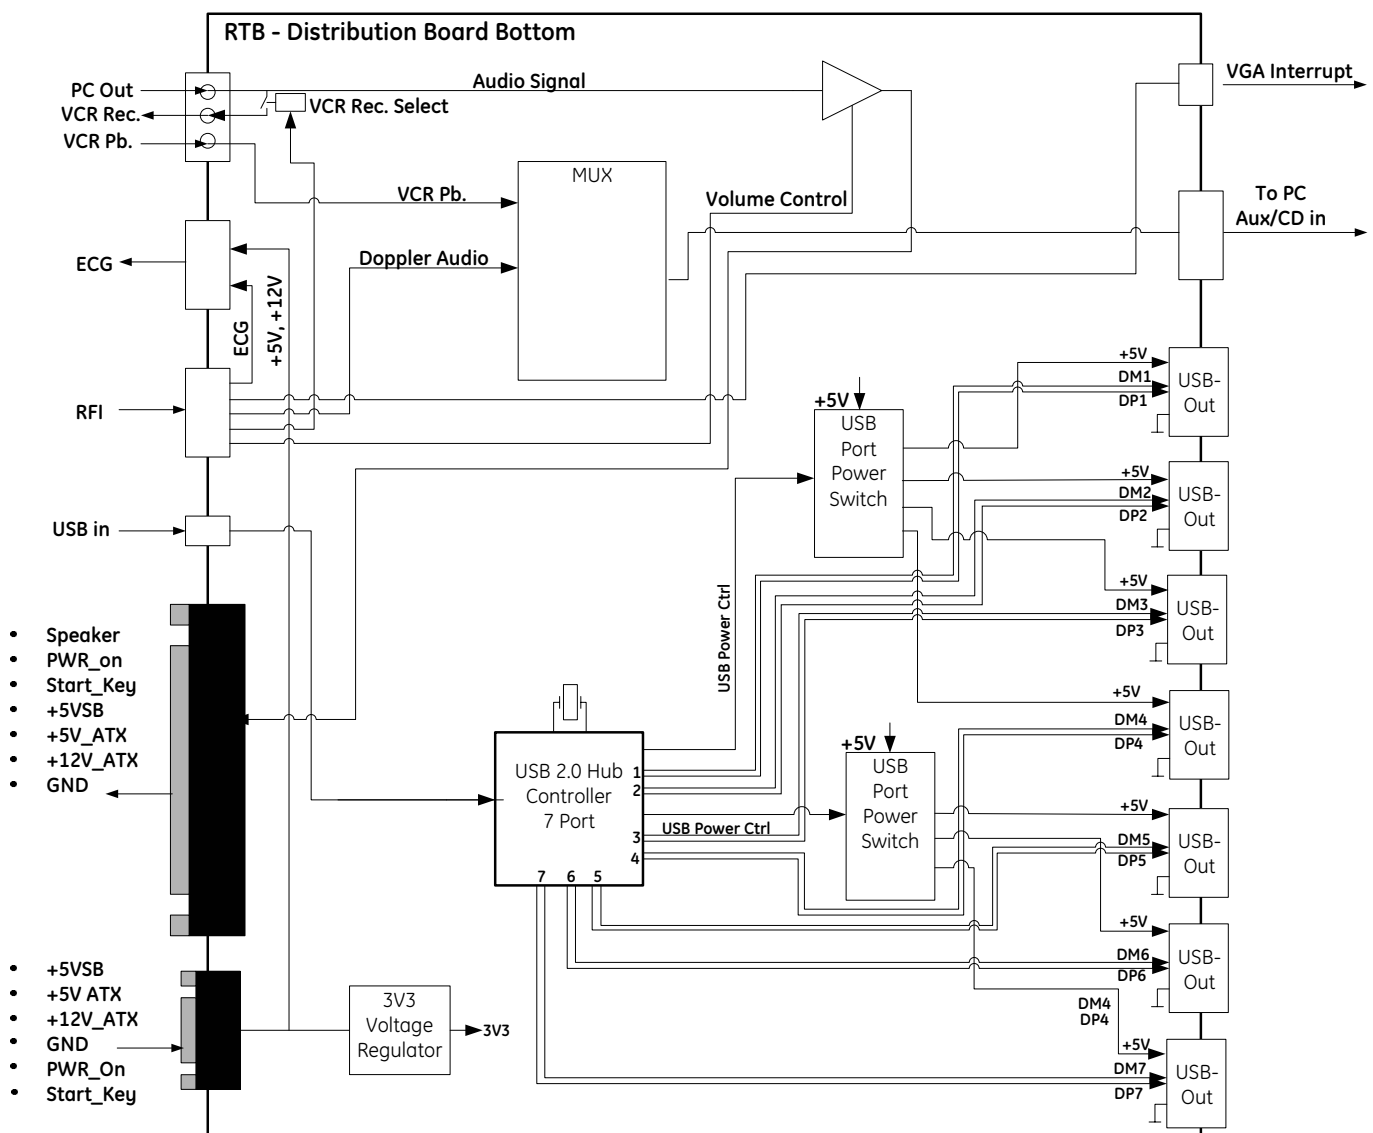 RTB - Distribution Board Bottom
PC Out
VCR Rec.
VCR Pb.
Audio Signal
VCR Rec. Select
VGA Interrupt
MUX
VCR Pb.
Volume Control
To PC
Aux/CD in
ECG
Doppler Audio
ECG
+5V, +12V
RFI
USB in
+5V
USB
Port
Power
Switch
USB Power Ctrl
+5V
DM1
DP1
USB-
Out
+5V
DM2
DP2
USB-
Out
+5V
DM3
DP3
USB-
Out
+5V
DM4
DP4
USB-
Out
• Speaker
• PWR_on
• Start_Key
• +5VSB
• +5V_ATX
• +12V_ATX
• GND
USB 2.0 Hub
Controller
7 Port
1
2
3
4
7 6 5
USB Power Ctrl
+5V
USB
Port
Power
Switch
+5V
DM5
DP5
USB-
Out
+5V
DM6
DP6
USB-
Out
DM4
DP4
+5V
DM7
DP7
USB-
Out
• +5VSB
• +5V ATX
• +12V_ATX
• GND
• PWR_On
• Start_Key
3V3
Voltage
Regulator
3V3